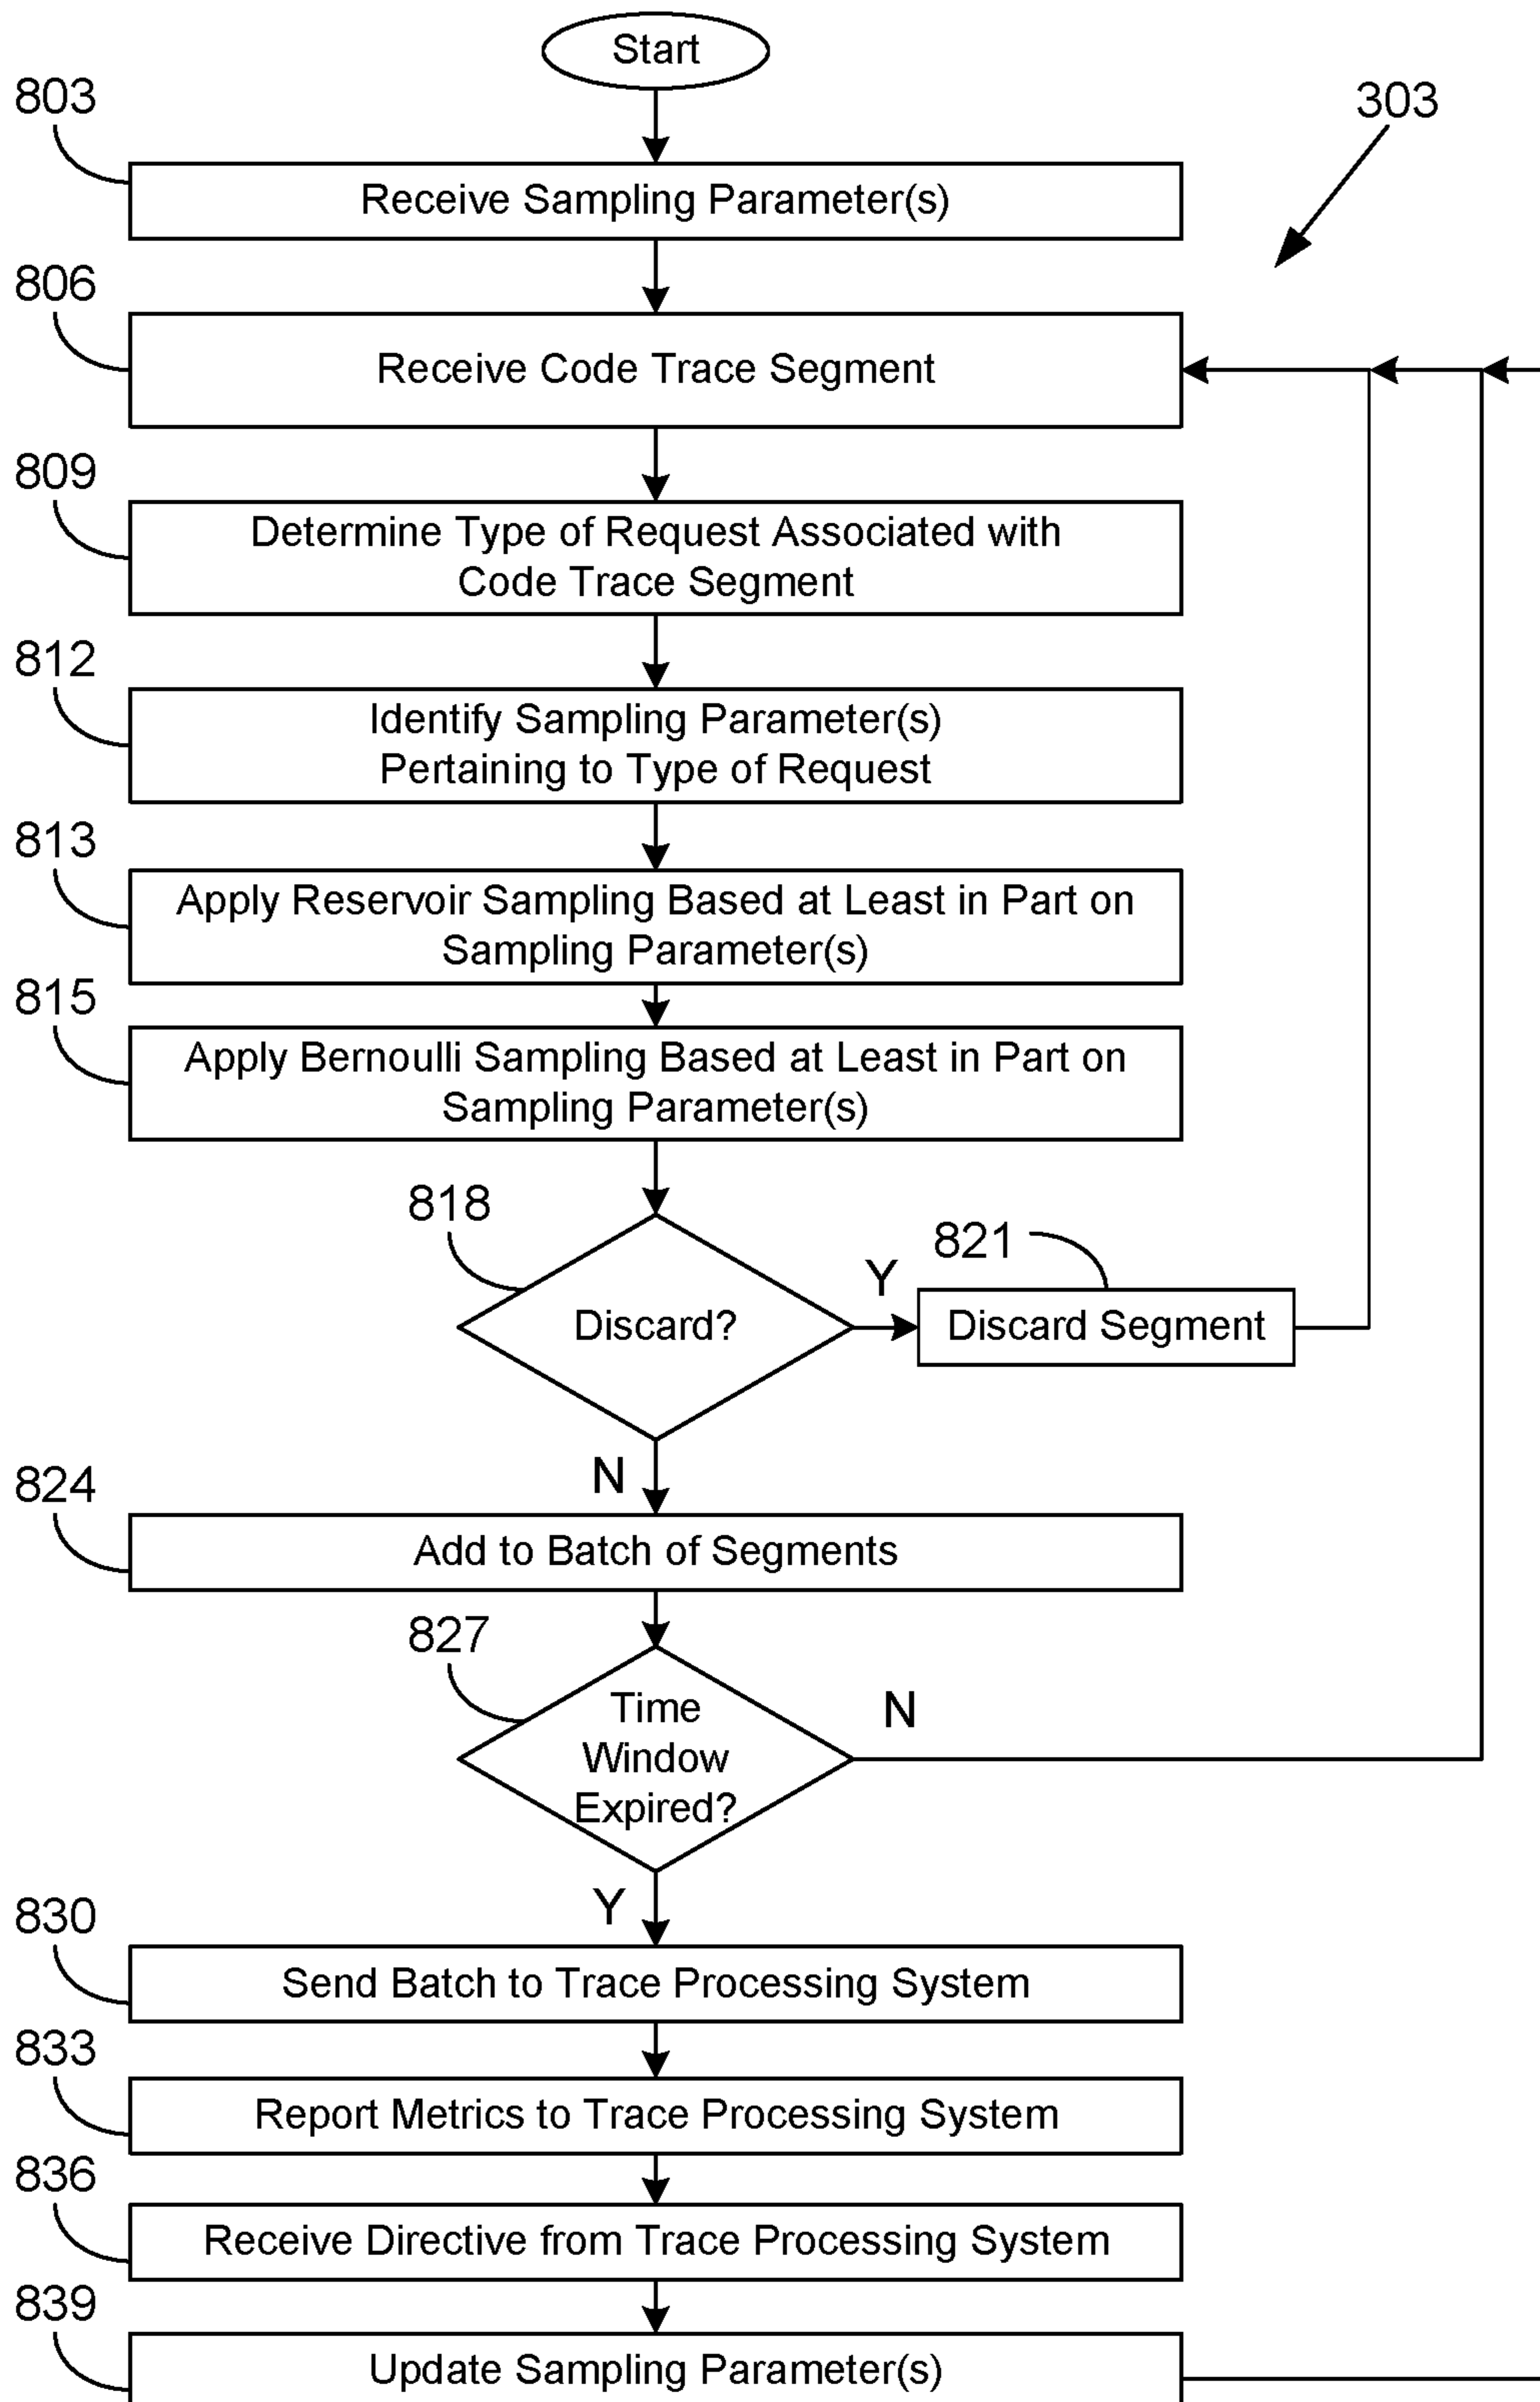 Start
803
303
Receive Sampling Parameter(s)
806
Receive Code Trace Segment
809
Determine Type of Request Associated with
Code Trace Segment
812
Identify Sampling Parameter(s)
Pertaining to Type of Request
813
Apply Reservoir Sampling Based at Least in Part on
Sampling Parameter(s)
815
Apply Bernoulli Sampling Based at Least in Part on
Sampling Parameter(s)
818
821
Y
Discard?
Discard Segment
N
824
Add to Batch of Segments
827
Time
Window
Expired?
N
Y
830
Send Batch to Trace Processing System
833
Report Metrics to Trace Processing System
836
Receive Directive from Trace Processing System
839
Update Sampling Parameter(s)